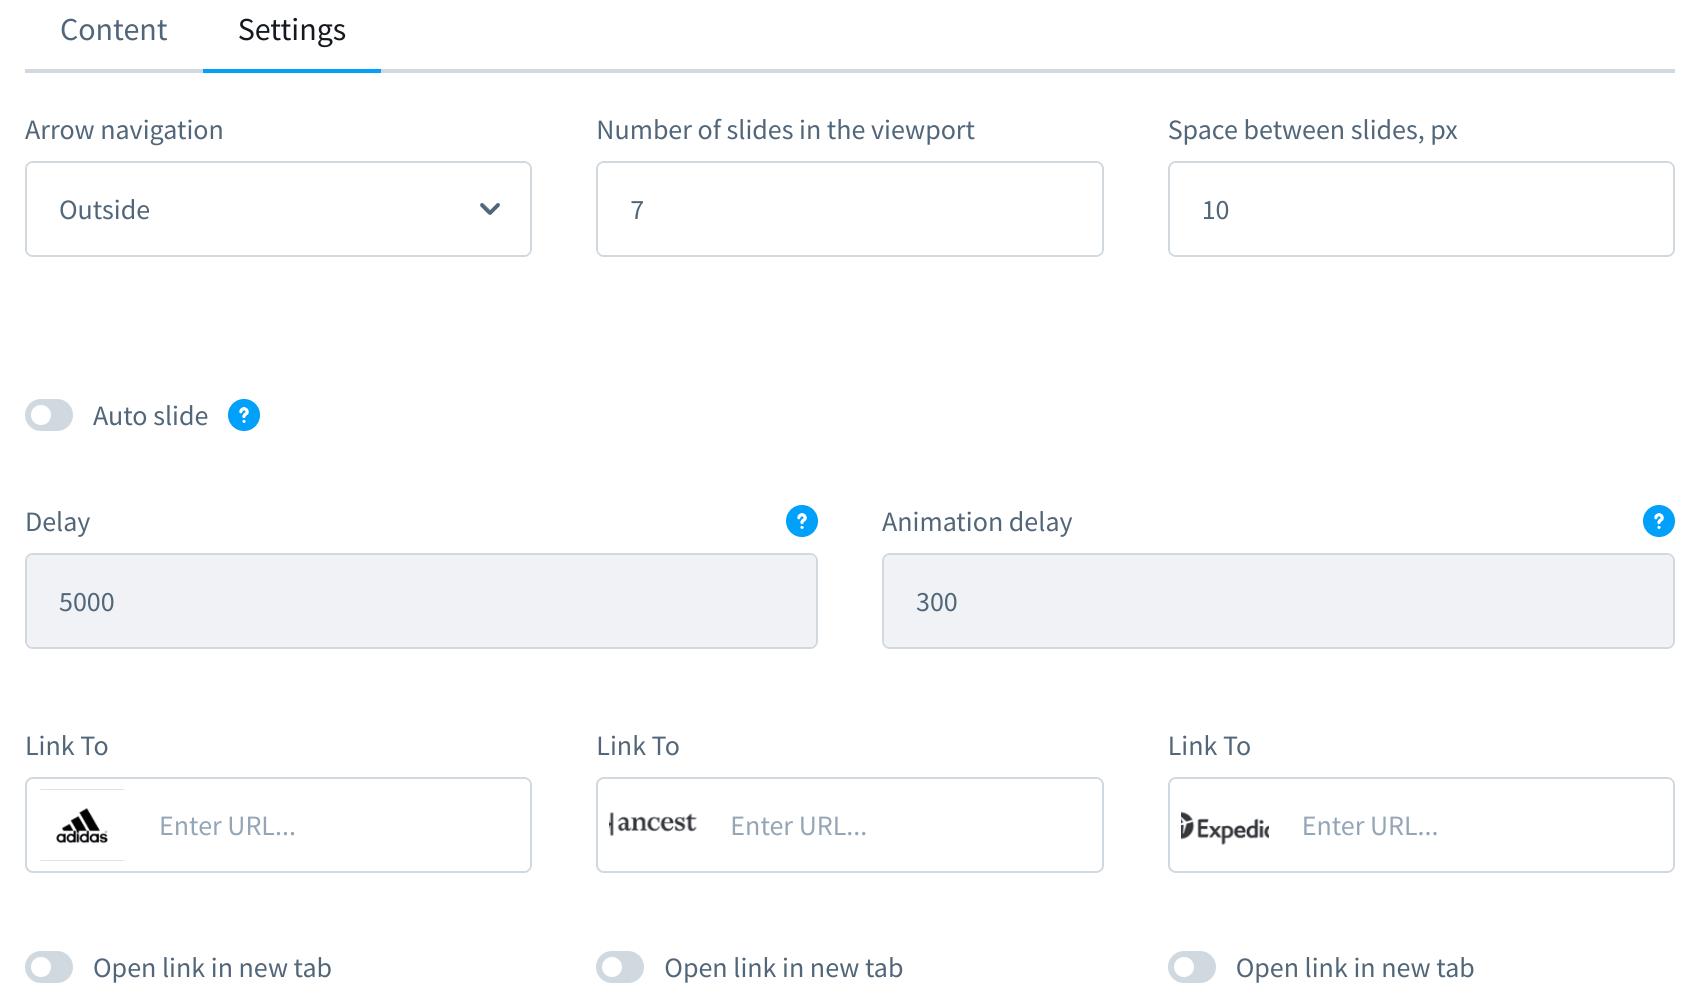 Content Settings
Arrow navigation Number of slides in the viewport Space between slides, px
Outside 7 10
Auto slide ?
Delay ? Animation delay ?
5000 300
Link To Link To Link To
adidas Enter URL... ancest Enter URL... Expedi Enter URL...
Open link in new tab Open link in new tab Open link in new tab